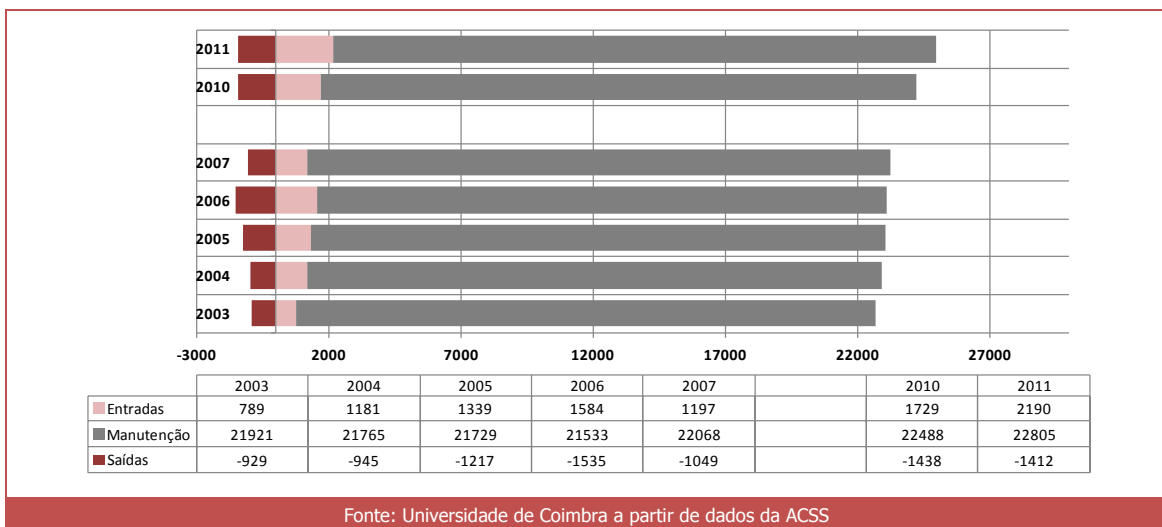 2011
2010
2007
2006
2005
2004
2003
-3000 2000 7000 12000 17000 22000 27000
2003 2004 2005 2006 2007 2010 2011
Entradas 789 1181 1339 1584 1197 1729 2190
Manutenção 21921 21765 21729 21533 22068 22488 22805
Saídas -929 -945 -1217 -1535 -1049 -1438 -1412
Fonte: Universidade de Coimbra a partir de dados da ACSS